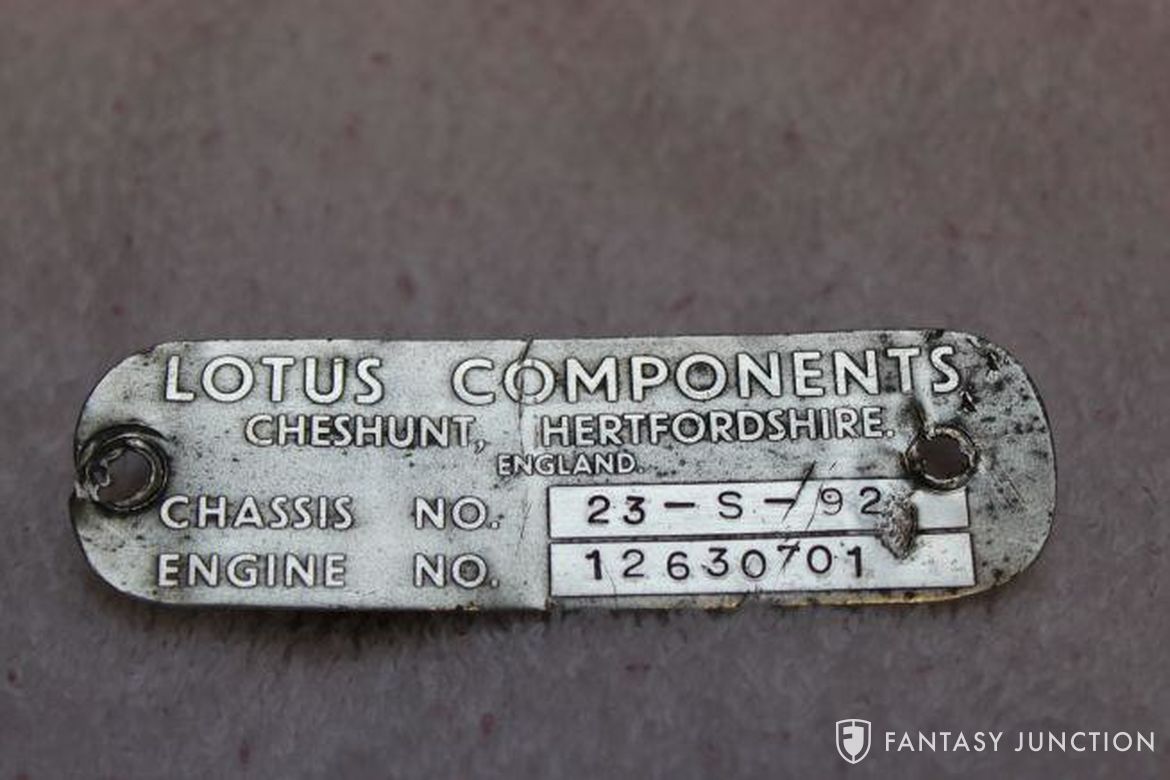 LOTUS COMPONENTS
CHESHUNT, HERTFORDSHIRE.
ENGLAND.
CHASSIS NO. 23-S-92
ENGINE NO. 12630701
FANTASY JUNCTION